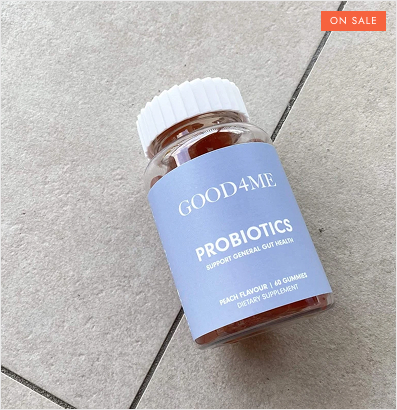 ON SALE
GOOD4ME
PROBIOTICS
SUPPORT GENERAL GUT HEALTH
PEACH FLAVOUR | 60 GUMMIES
DIETARY SUPPLEMENT